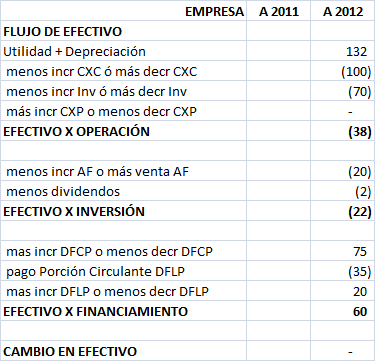 EMPRESA A 2011 A 2012
FLUJO DE EFECTIVO
Utilidad + Depreciación 132
menos incr CXC ó más decr CXC (100)
menos incr Inv ó más decr Inv (70)
más incr CXP o menos decr CXP -
EFECTIVO X OPERACIÓN (38)
menos incr AF o más venta AF (20)
menos dividendos (2)
EFECTIVO X INVERSIÓN (22)
mas incr DFCP o menos decr DFCP 75
pago Porción Circulante DFLP (35)
mas incr DFLP o menos decr DFLP 20
EFECTIVO X FINANCIAMIENTO 60
CAMBIO EN EFECTIVO -